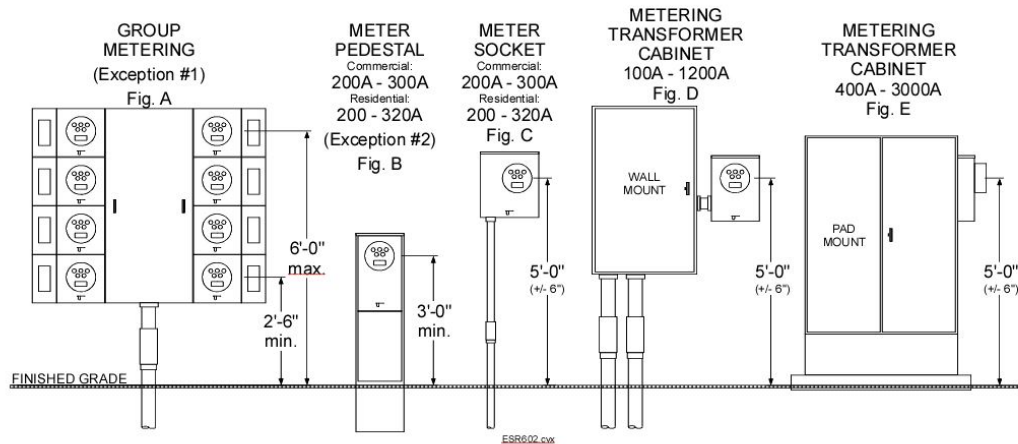 GROUP
METERING
(Exception #1)
Fig. A
METER
PEDESTAL
Commercial:
200A - 300A
Residential:
200 - 320A
(Exception #2)
Fig. B
METER
SOCKET
Commercial:
200A - 300A
Residential:
200 - 320A
Fig. C
METERING
TRANSFORMER
CABINET
100A - 1200A
Fig. D
METERING
TRANSFORMER
CABINET
400A - 3000A
Fig. E
6'-0"
max.
2'-6"
min.
3'-0"
min.
5'-0"
(+/- 6")
WALL
MOUNT
5'-0"
(+/- 6")
PAD
MOUNT
5'-0"
(+/- 6")
FINISHED GRADE
ESR602.cvx